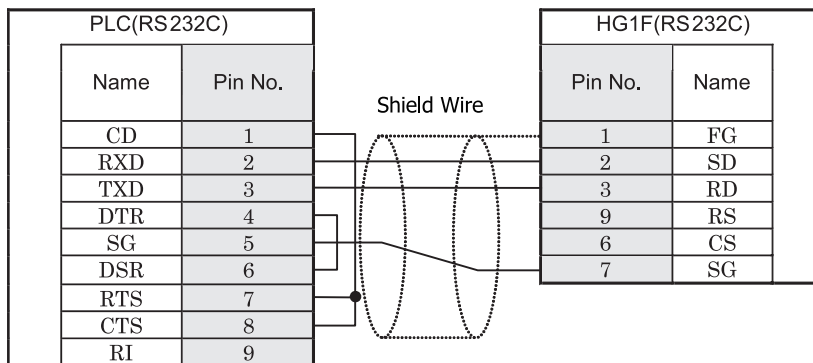 PLC(RS232C) HG1F(RS232C)
Name Pin No. Pin No. Name
Shield Wire
CD 1 1 FG
RXD 2 2 SD
TXD 3 3 RD
DTR 4 9 RS
SG 5 6 CS
DSR 6 7 SG
RTS 7
CTS 8
RI 9